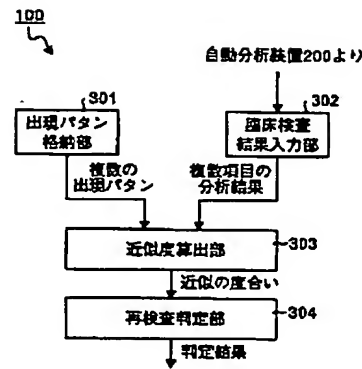 100
自動分析装置200より
301
302
出現パタン
格納部
臨床検査
結果入力部
複数の
出現パタン
複数項目の
分析結果
近似度算出部
303
近似の度合い
再検査判定部
304
判定結果